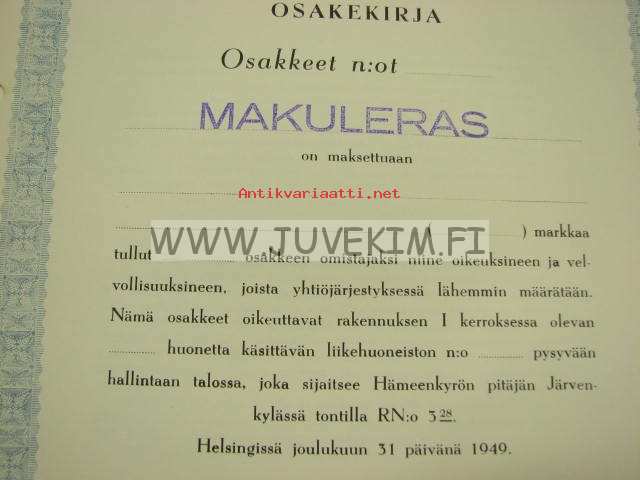 OSAKEKIRJA
Osakkeet n:ot
MAKULERAS
on maksettuaan
Antikvariaatti.net
( ) markkaa
WWW.JUVEKIM.FI
tullut osakkeen omistajaksi niine oikeuksineen ja vel-
vollisuuksineen, joista yhtiöjärjestyksessä lähemmin määrätään.
Nämä osakkeet oikeuttavat rakennuksen I kerroksessa olevan
huonetta käsittävän liikehuoneiston n:o pysyvään
hallintaan talossa, joka sijaitsee Hämeenkyrön pitäjän Järven-
kylässä tontilla RN:o 3 28.
Helsingissä joulukuun 31 päivänä 1949.